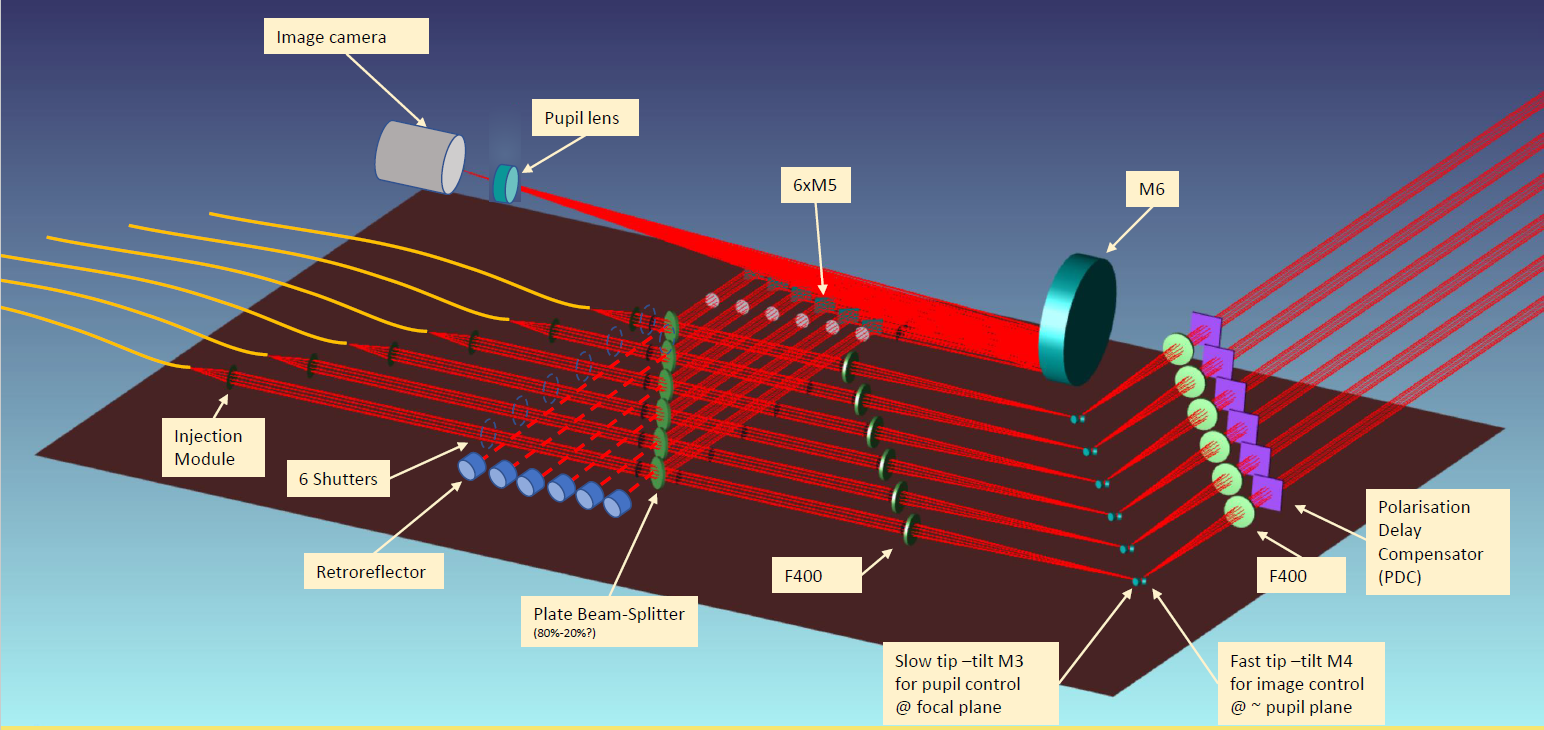 Image camera
Pupil lens
6xM5
M6
Injection
Module
6 Shutters
Retroreflector
Plate Beam-Splitter
(80%-20%?)
F400
F400
Polarisation
Delay
Compensator
(PDC)
Slow tip –tilt M3
for pupil control
@ focal plane
Fast tip –tilt M4
for image control
@ ~ pupil plane